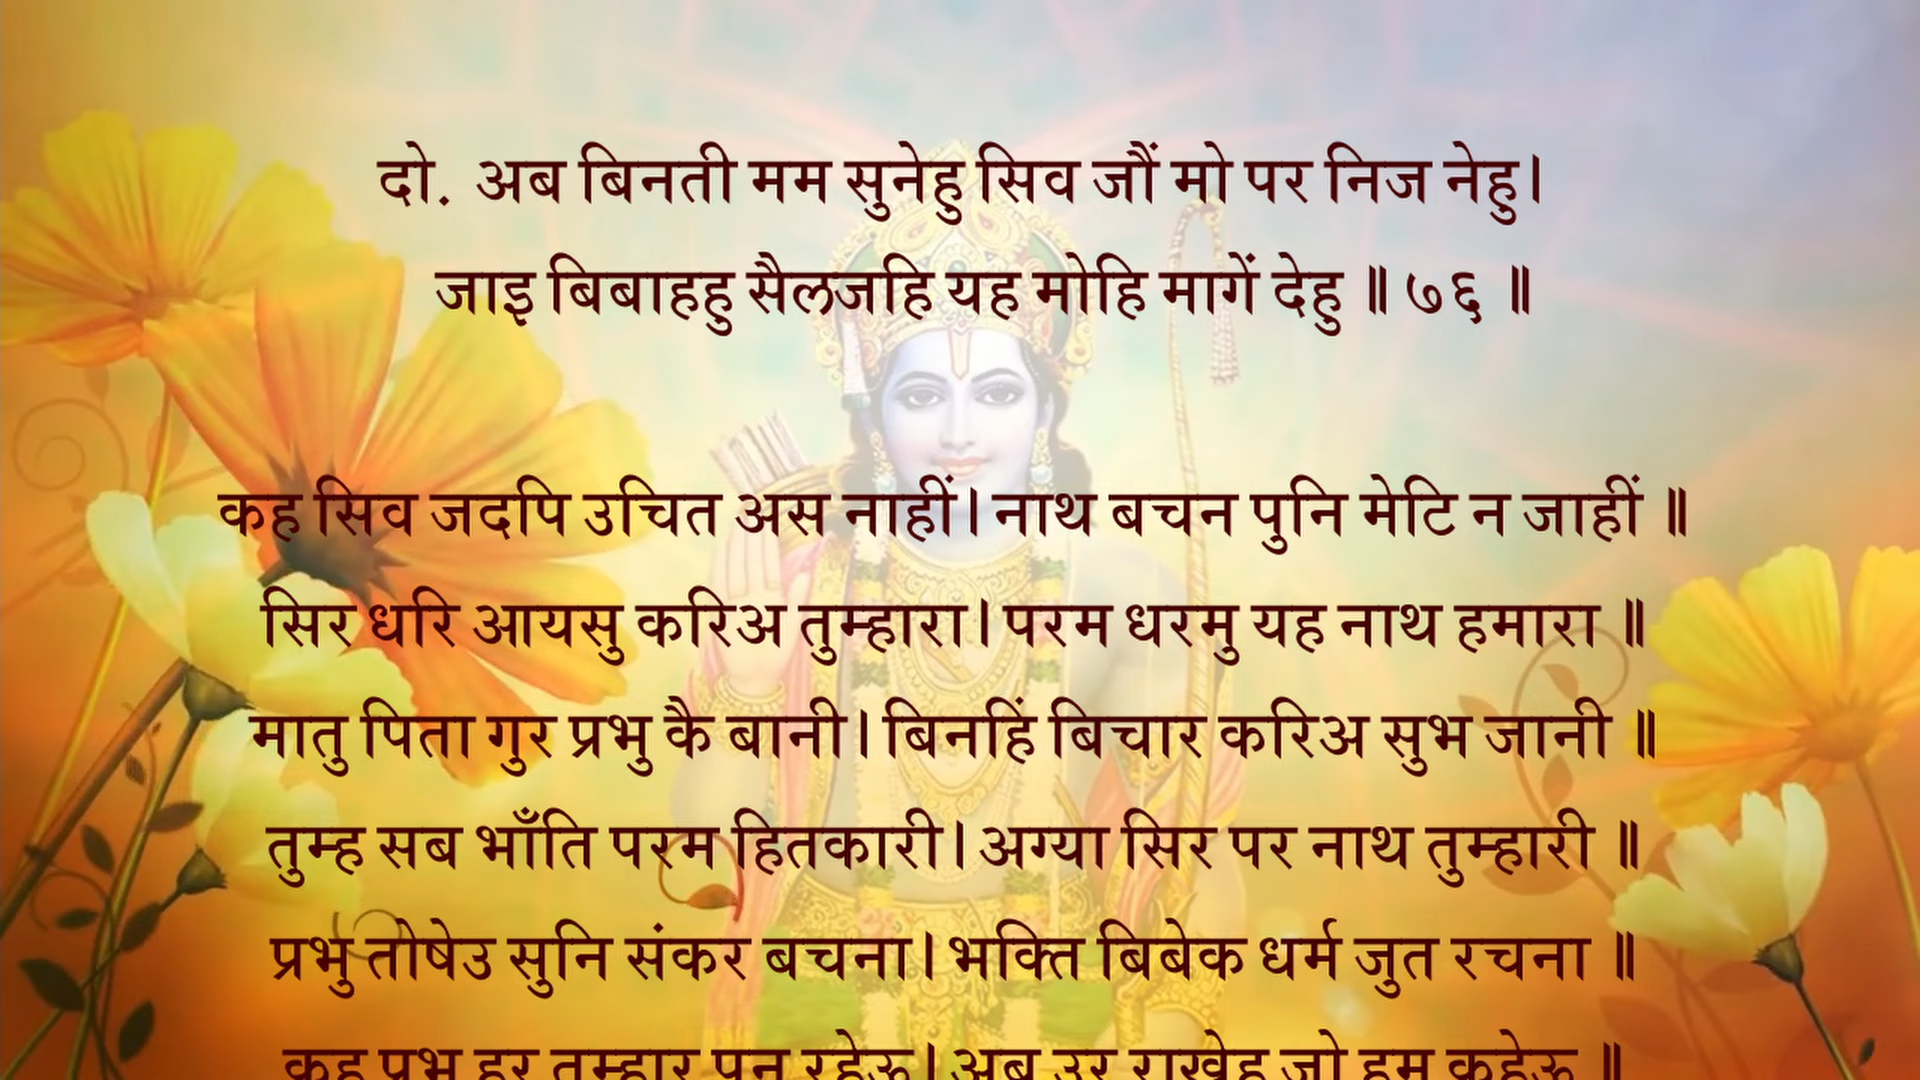 दो. अब बिनती मम सुनेहु सिव जौं मो पर निज नेहु।
जाइ बिबाहहु सैलजहि यह मोहि मागें देहु ॥ ७६ ॥
कह सिव जदपि उचित अस नाहीं। नाथ बचन पुनि मेटि न जाहीं ॥
सिर धरि आयसु करिअ तुम्हारा। परम धरमु यह नाथ हमारा ॥
मातु पिता गुर प्रभु कै बानी। बिनहिं बिचार करिअ सुभ जानी ॥
तुम्ह सब भाँति परम हितकारी। अग्या सिर पर नाथ तुम्हारी ॥
प्रभु तोषेउ सुनि संकर बचना। भक्ति बिबेक धर्म जुत रचना ॥
कह प्रभु हर तुम्हार पन रहेऊ। अब उर राखेहु जो हम कहेऊ ॥